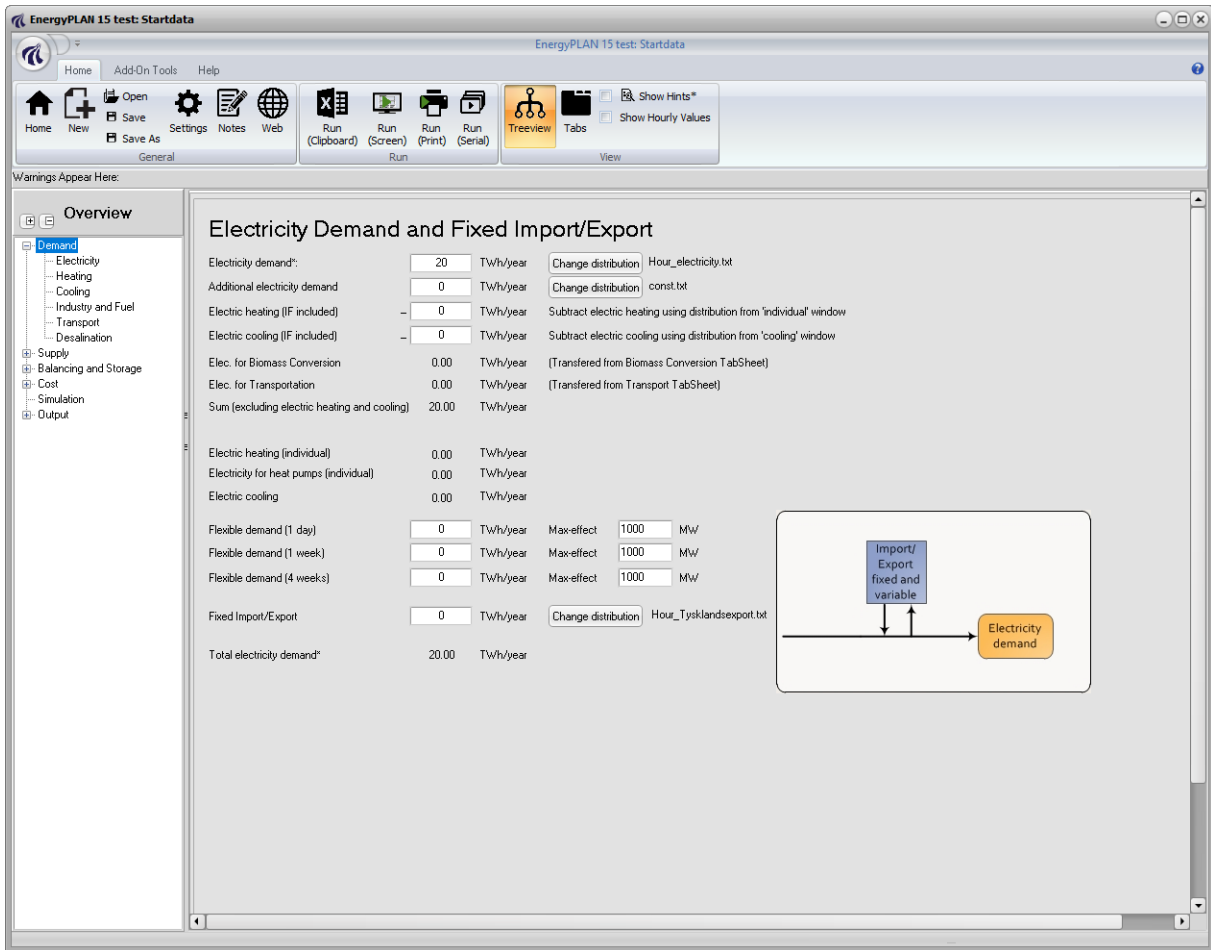 EnergyPLAN 15 test: Startdata
EnergyPLAN 15 test: Startdata
Home Add-On Tools Help
Home
New
Open
Save
Save As
Settings
Notes
Web
General
Run (Clipboard)
Run (Screen)
Run (Print)
Run (Serial)
Run
Treeview
Tabs
Show Hints*
Show Hourly Values
View
Warnings Appear Here:
Overview
Demand
Electricity
Heating
Cooling
Industry and Fuel
Transport
Desalination
Supply
Balancing and Storage
Cost
Simulation
Output
Electricity Demand and Fixed Import/Export
Electricity demand*: 20 TWh/year Change distribution Hour_electricity.txt
Additional electricity demand 0 TWh/year Change distribution const.txt
Electric heating (IF included) – 0 TWh/year Subtract electric heating using distribution from 'individual' window
Electric cooling (IF included) – 0 TWh/year Subtract electric cooling using distribution from 'cooling' window
Elec. for Biomass Conversion 0.00 TWh/year (Transfered from Biomass Conversion TabSheet)
Elec. for Transportation 0.00 TWh/year (Transfered from Transport TabSheet)
Sum (excluding electric heating and cooling) 20.00 TWh/year
Electric heating (individual) 0.00 TWh/year
Electricity for heat pumps (individual) 0.00 TWh/year
Electric cooling 0.00 TWh/year
Flexible demand (1 day) 0 TWh/year Max-effect 1000 MW
Flexible demand (1 week) 0 TWh/year Max-effect 1000 MW
Flexible demand (4 weeks) 0 TWh/year Max-effect 1000 MW
Fixed Import/Export 0 TWh/year Change distribution Hour_Tysklandsexport.txt
Total electricity demand* 20.00 TWh/year
Import/
Export
fixed and
variable
Electricity
demand